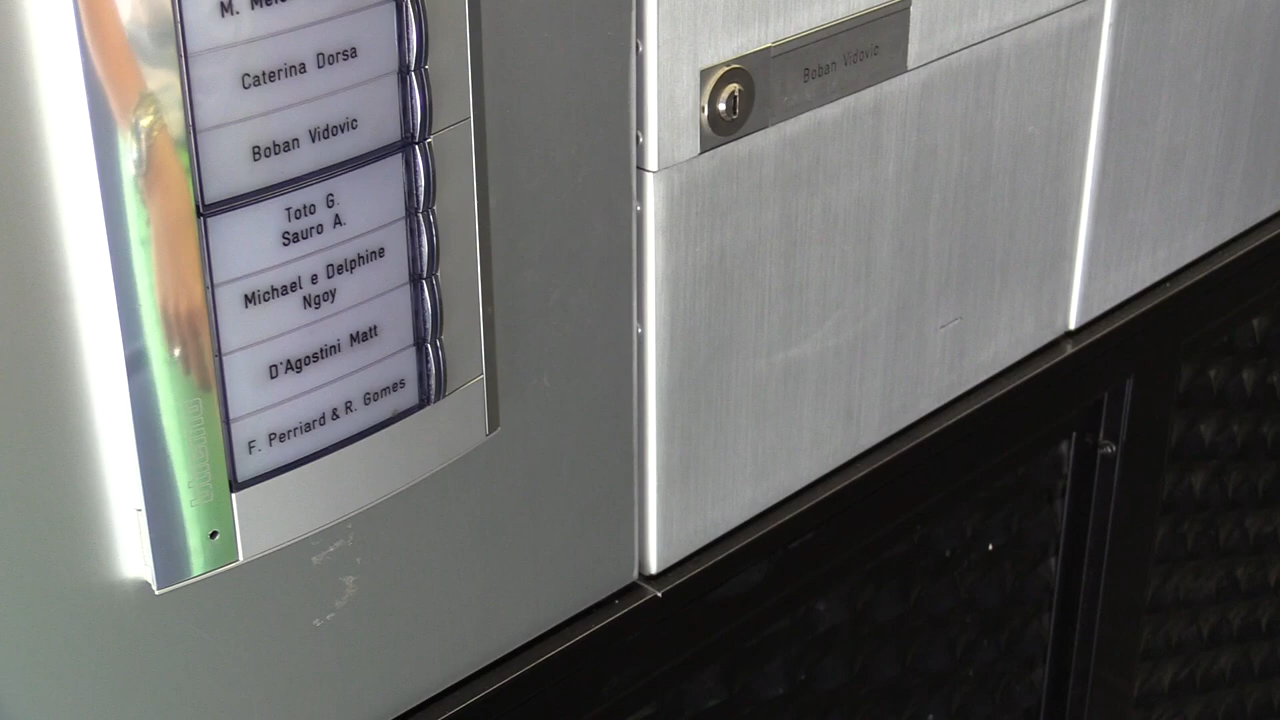 M.
Caterina Dorsa
Boban Vidovic
Toto G.
Sauro A.
Michael e Delphine
Ngoy
D'Agostini Matt
F. Perriard & R. Gomes
Boban Vidovic